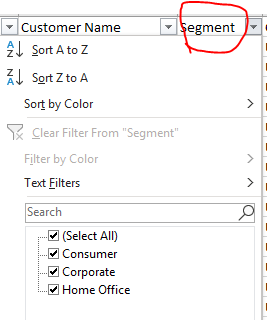 Customer Name Segment
Sort A to Z
Sort Z to A
Sort by Color
Clear Filter From "Segment"
Filter by Color
Text Filters
Search
(Select All)
Consumer
Corporate
Home Office